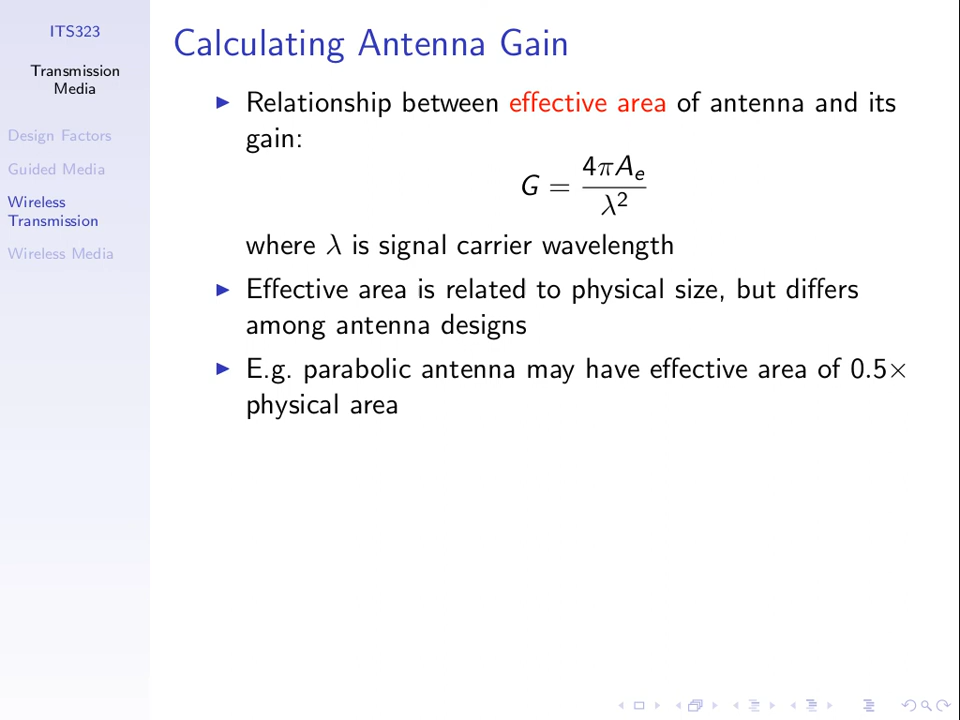 ITS323
Transmission
Media
Design Factors
Guided Media
Wireless
Transmission
Wireless Media
Calculating Antenna Gain
Relationship between effective area of antenna and its
gain:
G = 4πAₑ / λ²
where λ is signal carrier wavelength
Effective area is related to physical size, but differs
among antenna designs
E.g. parabolic antenna may have effective area of 0.5×
physical area